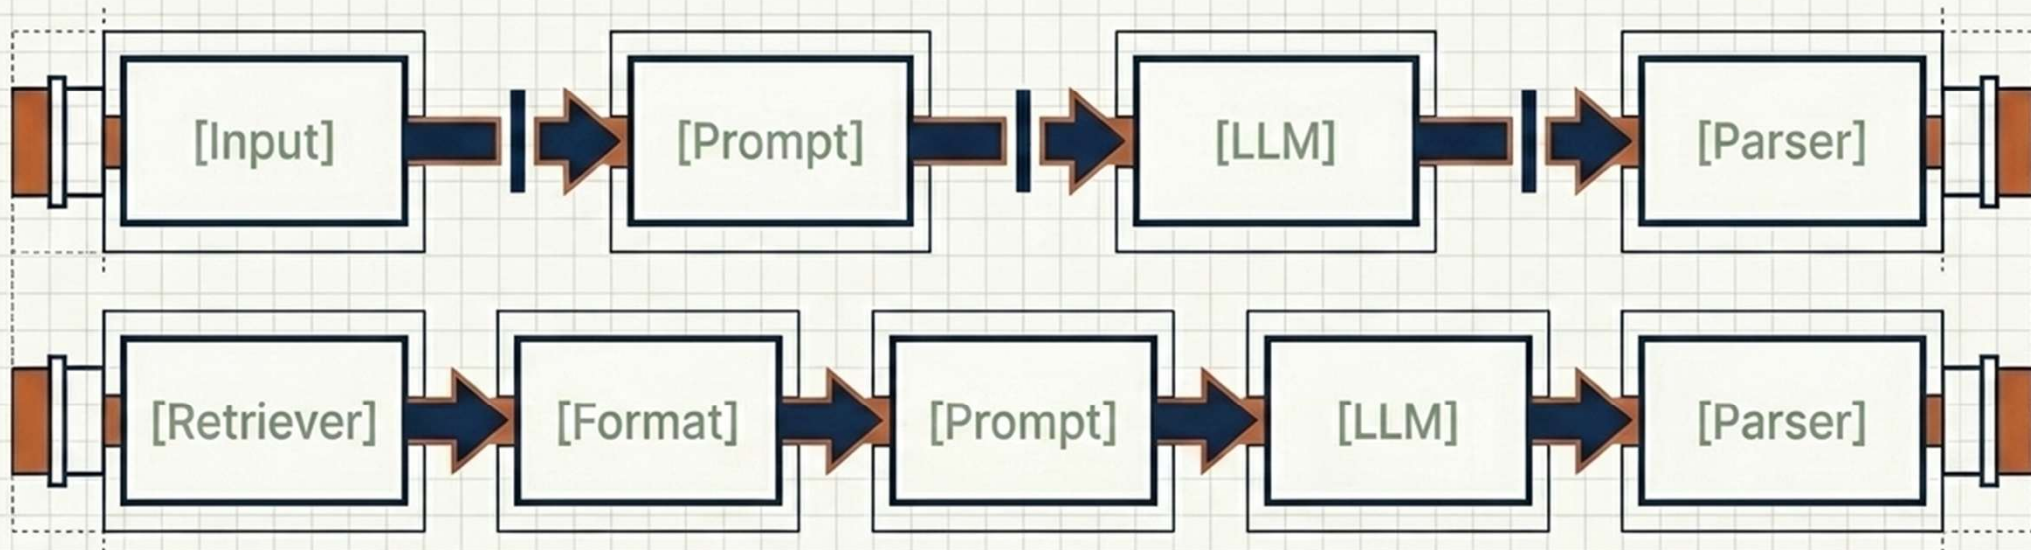 [Input] | [Prompt] | [LLM] | [Parser]
[Retriever] [Format] [Prompt] [LLM] [Parser]